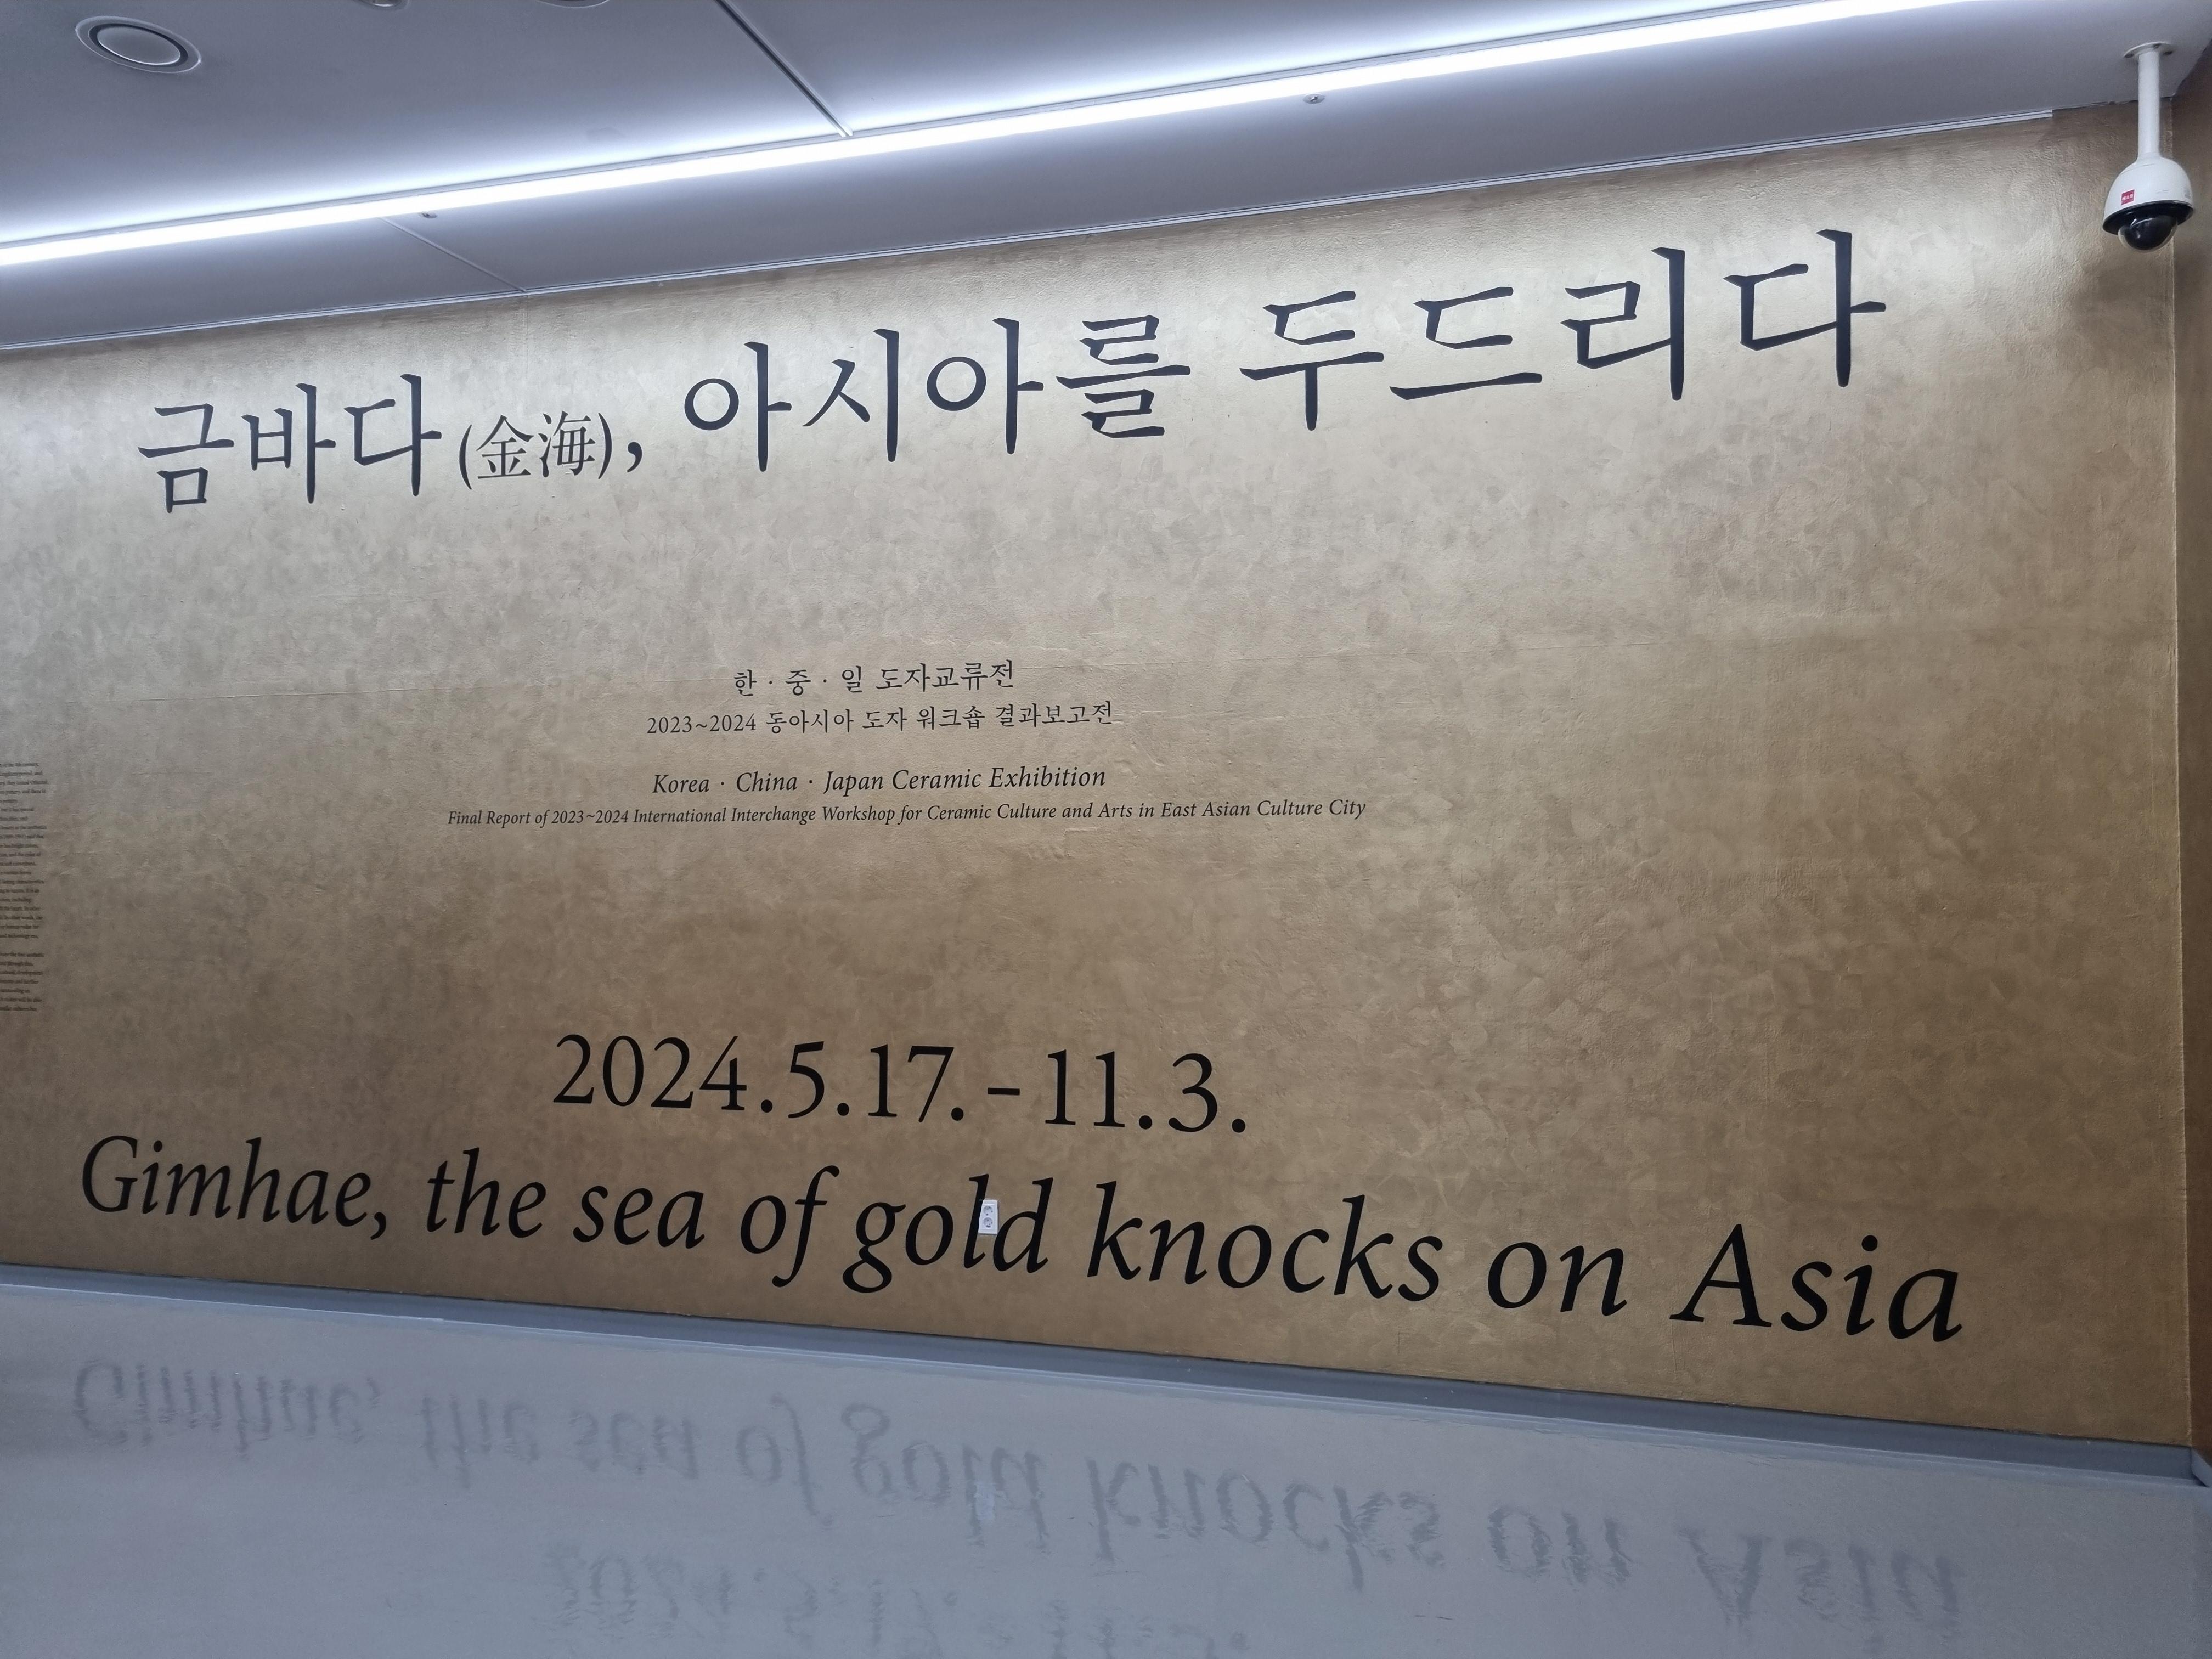 금바다(金海), 아시아를 두드리다
한 · 중 · 일 도자교류전
2023~2024 동아시아 도자 워크숍 결과보고전
Korea · China · Japan Ceramic Exhibition
Final Report of 2023~2024 International Interchange Workshop for Ceramic Culture and Arts in East Asian Culture City
2024.5.17.-11.3.
Gimhae, the sea of gold knocks on Asia